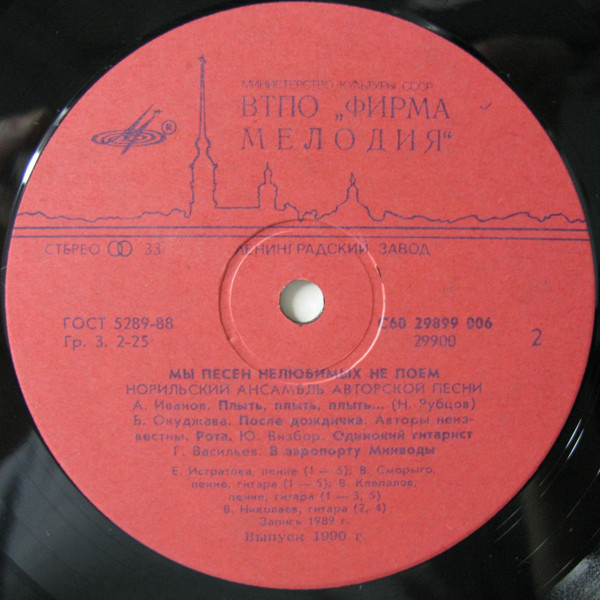 МИНИСТЕРСТВО КУЛЬТУРЫ СССР
ВТПО „ФИРМА
МЕЛОДИЯ“
®
СТЕРЕО 33 ЛЕНИНГРАДСКИЙ ЗАВОД
ГОСТ 5289-88 С60 29899 006
Гр. 3. 2-25 29900 2
МЫ ПЕСЕН НЕЛЮБИМЫХ НЕ ПОЕМ
НОРИЛЬСКИЙ АНСАМБЛЬ АВТОРСКОЙ ПЕСНИ
А. Иванов. Плыть, плыть, плыть... (Н. Рубцов)
Б. Окуджава. После дождичка. Авторы неиз-
вестны. Рота. Ю. Визбор. Одинокий гитарист
Г. Васильев. В аэропорту Минводы
Е. Истратова, пение (1 — 5); В. Сморыго,
пение, гитара (1 — 5); В. Клепалов,
пение, гитара (1 — 3, 5)
В. Николаев, гитара (2, 4)
Запись 1989 г.
Выпуск 1990 г.